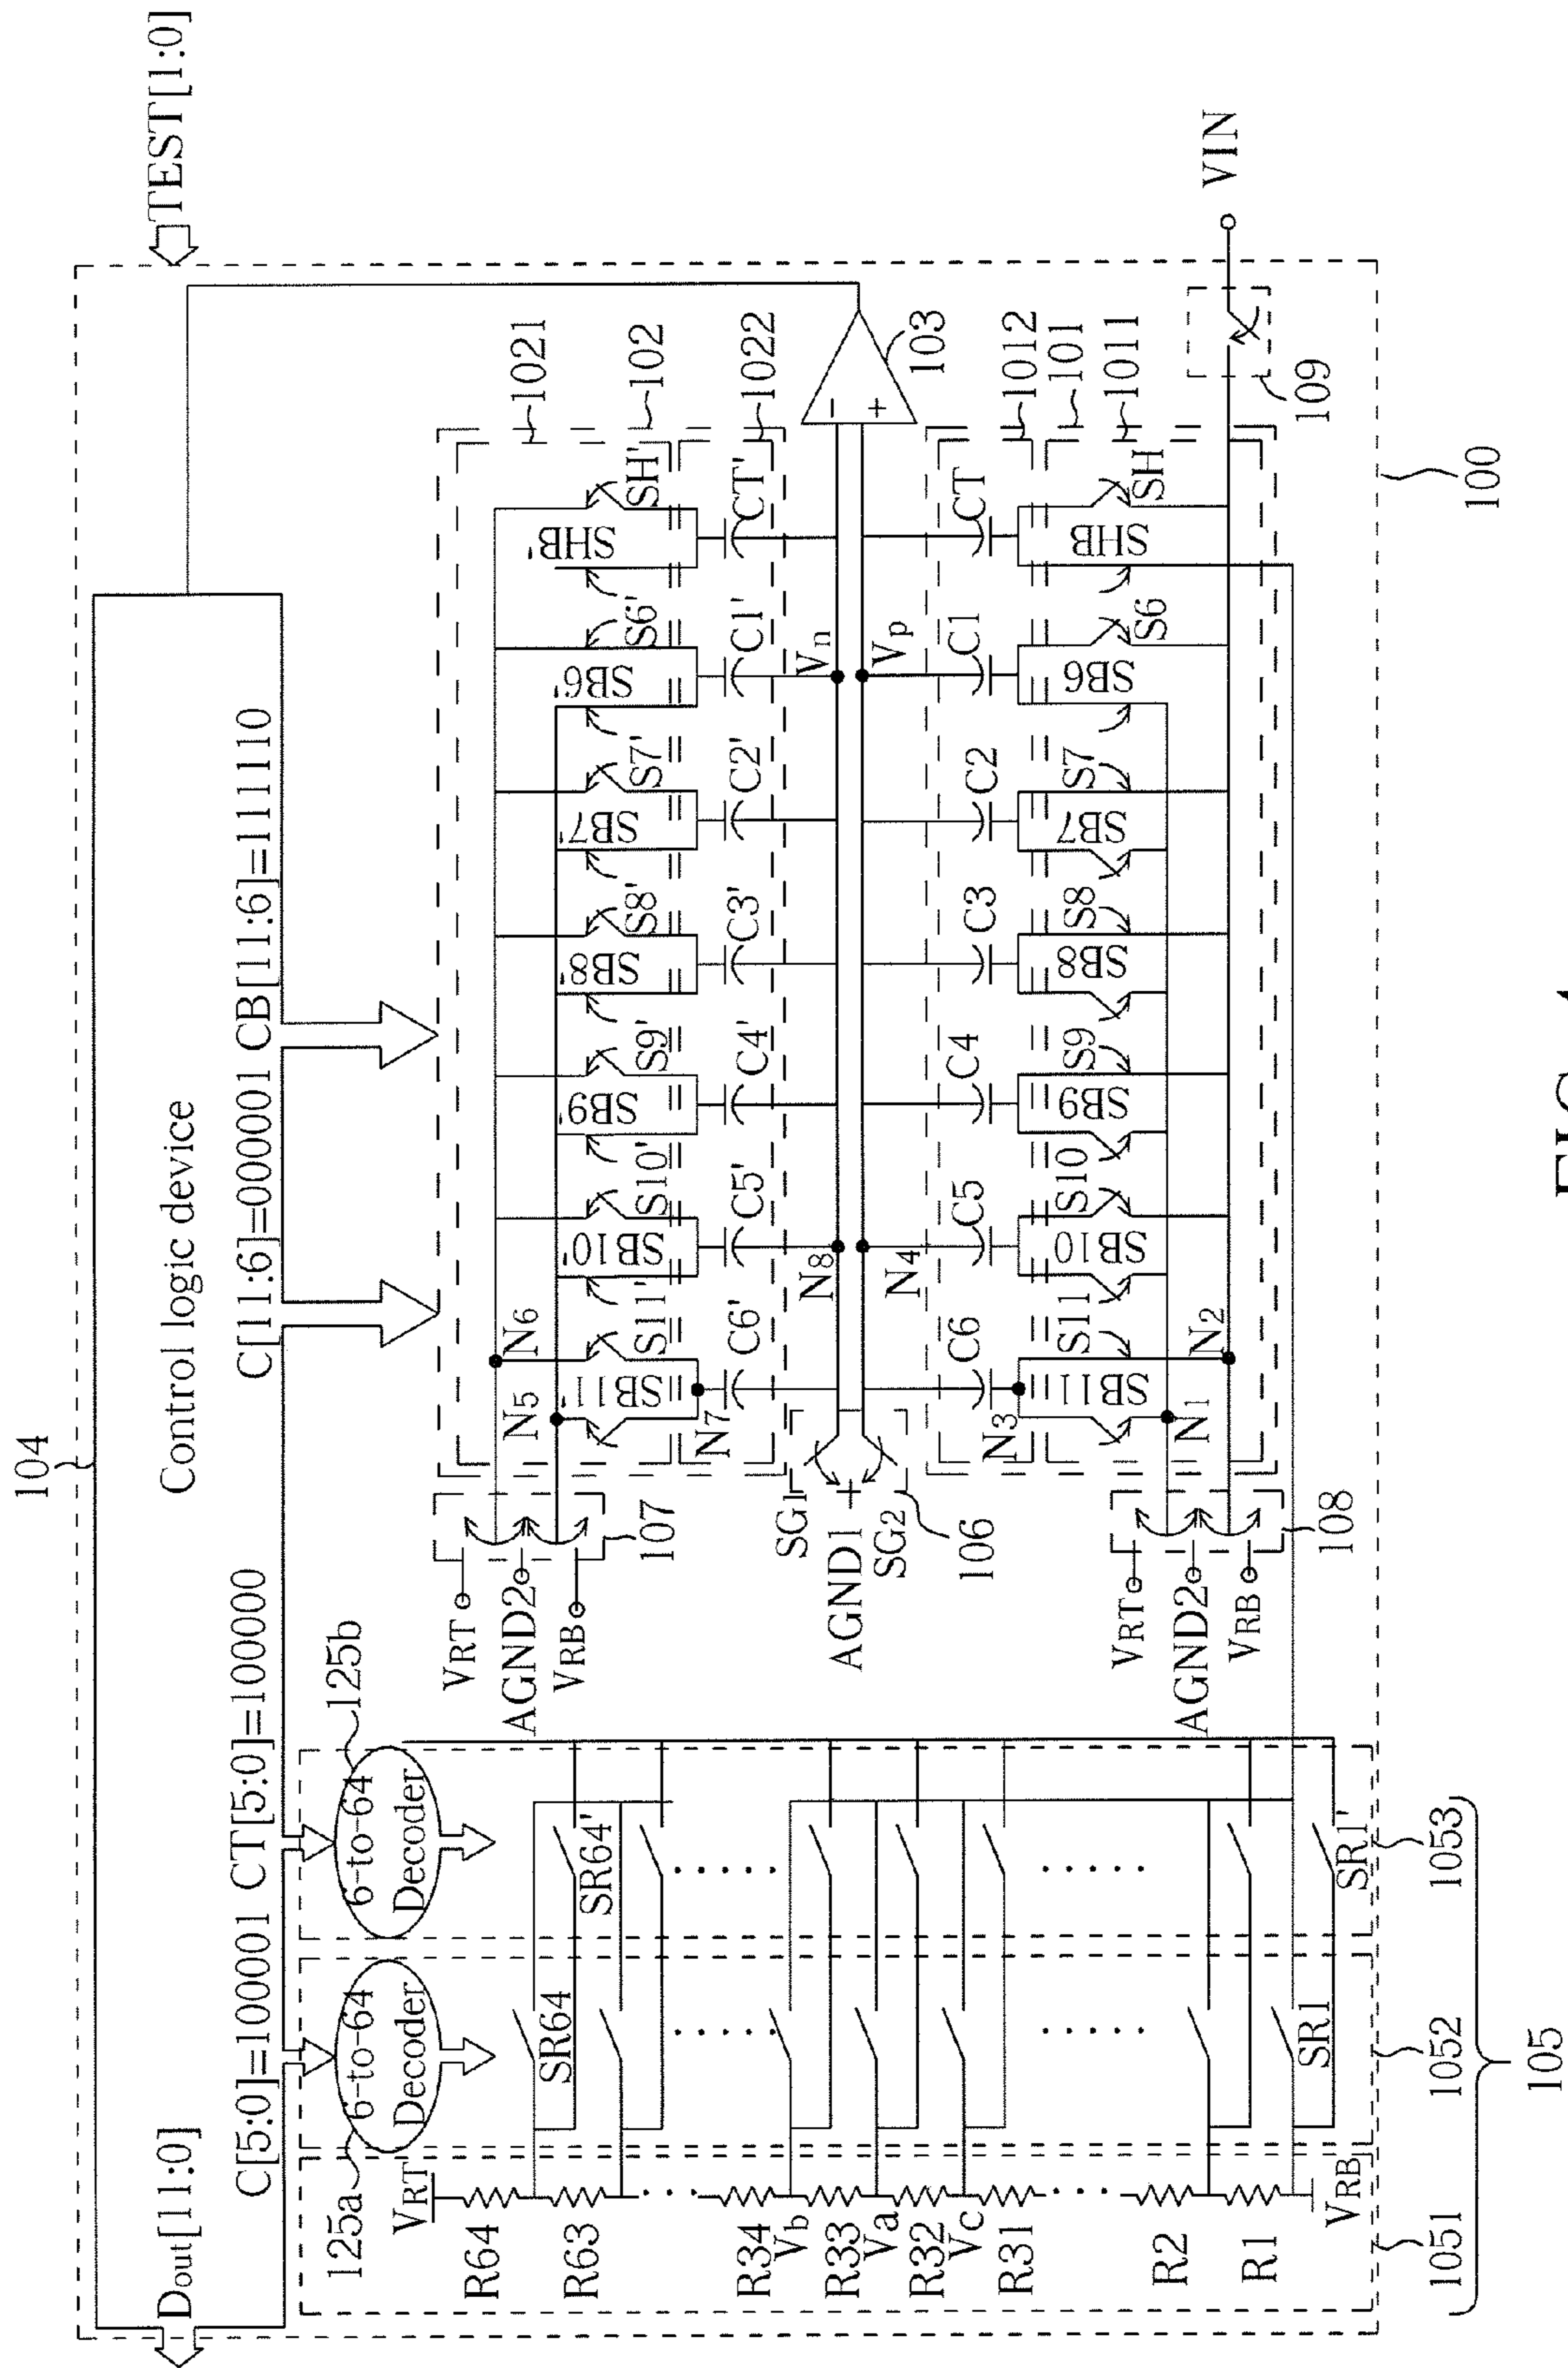 104
Control logic device
TEST[1:0]
Dout[11:0]
C[5:0]=100001 CT[5:0]=100000
C[11:6]=000001 CB[11:6]=111110
125a
6-to-64
Decoder
6-to-64
Decoder
125b
VRT
R64
R63
R34
Vb
R33
Va
R32
Vc
R31
R2
R1
VRB
SR64
SR64'
SR1
SR1'
1051
1052
1053
105
VRT
AGND2
VRB
107
N5
N6
N7
SB11'
S11'
SB10'
S10'
SB9'
S9'
SB8'
S8'
SB7'
S7'
SB6'
S6'
SHB'
SH'
1021
102
1022
C6'
C5'
C4'
C3'
C2'
C1'
CT'
SG1
AGND1
SG2
106
N8
N4
Vn
Vp
−
+
103
C6
C5
C4
C3
C2
C1
CT
1012
101
1011
N3
SB11
S11
SB10
S10
SB9
S9
SB8
S8
SB7
S7
SB6
S6
SHB
SH
N1
N2
VRT
AGND2
VRB
108
109
VIN
100